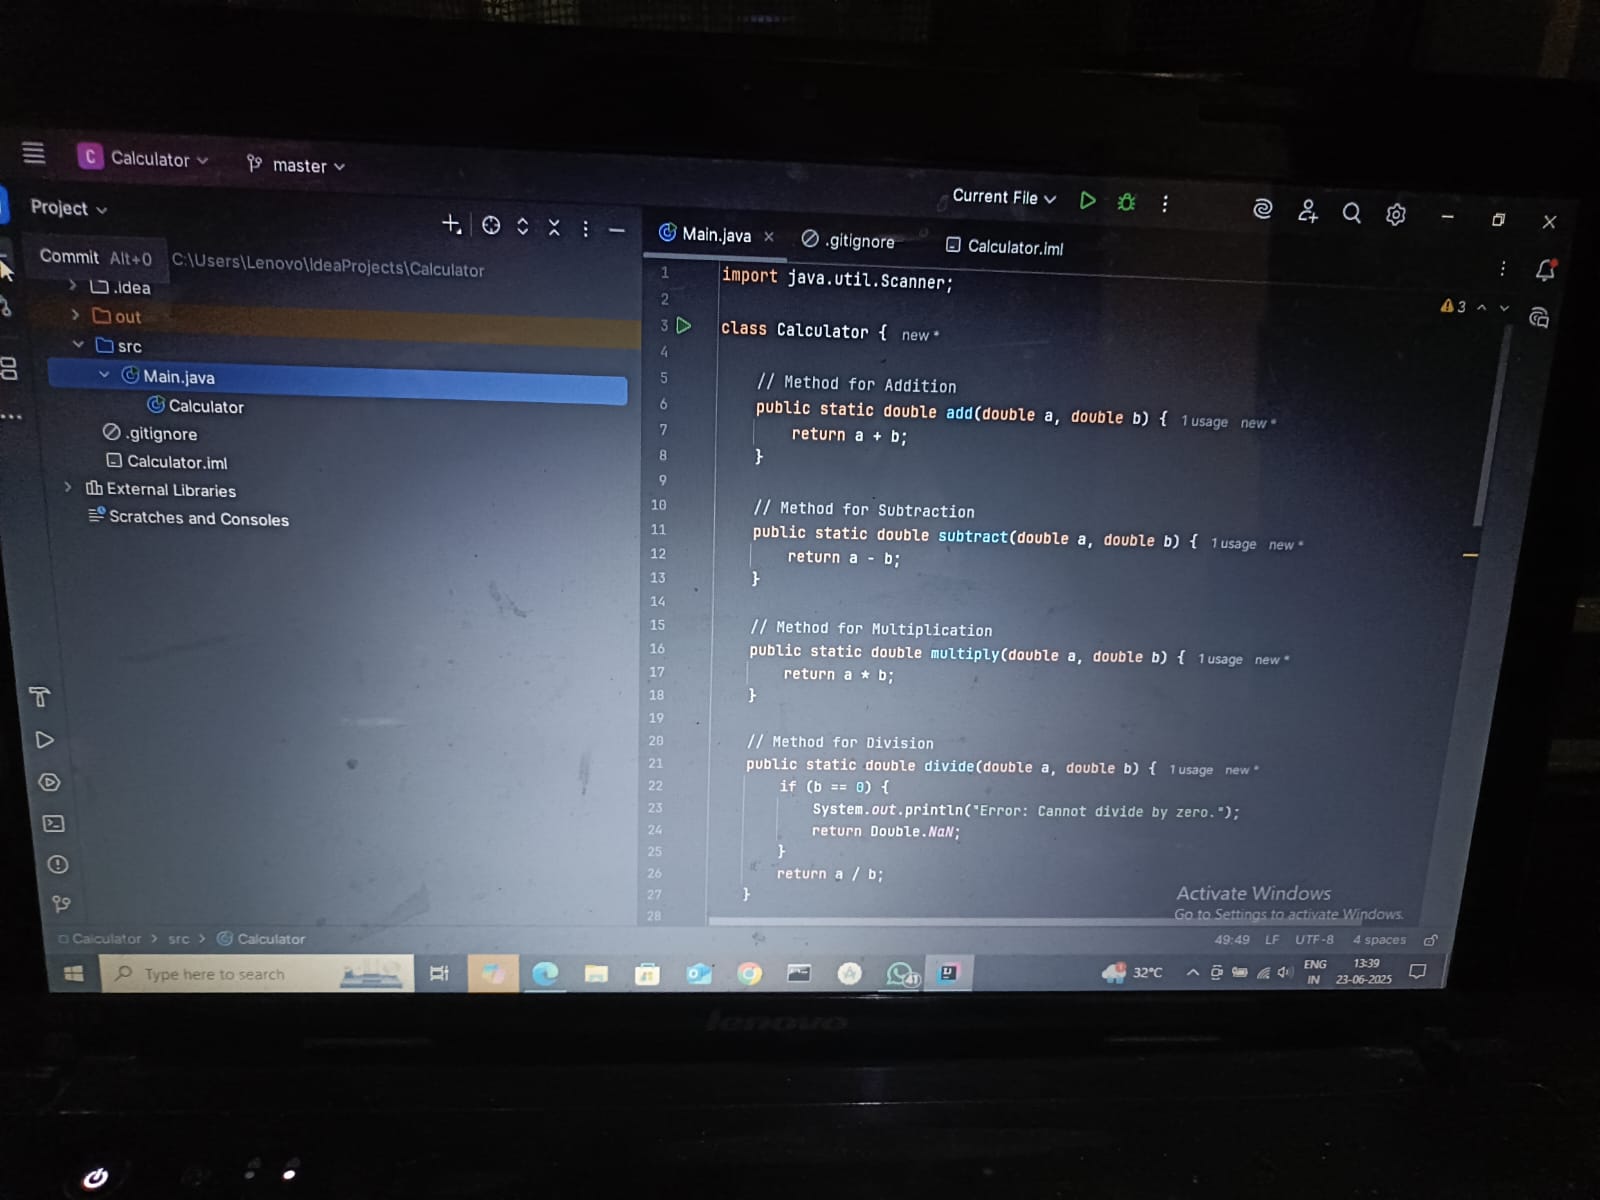 C Calculator master
Current File
Project
Commit Alt+0 C:\Users\Lenovo\IdeaProjects\Calculator
.idea
out
src
Main.java
Calculator
.gitignore
Calculator.iml
External Libraries
Scratches and Consoles
Main.java × .gitignore Calculator.iml
3
1 import java.util.Scanner;
2
3 class Calculator { new *
4
5 // Method for Addition
6 public static double add(double a, double b) { 1 usage new *
7 return a + b;
8 }
9
10 // Method for Subtraction
11 public static double subtract(double a, double b) { 1 usage new *
12 return a - b;
13 }
14
15 // Method for Multiplication
16 public static double multiply(double a, double b) { 1 usage new *
17 return a * b;
18 }
19
20 // Method for Division
21 public static double divide(double a, double b) { 1 usage new *
22 if (b == 0) {
23 System.out.println("Error: Cannot divide by zero.");
24 return Double.NaN;
25 }
26 return a / b;
27 }
28
Activate Windows
Go to Settings to activate Windows.
Calculator > src > Calculator
49:49 LF UTF-8 4 spaces
Type here to search
41
32°C
ENG
IN
13:39
23-06-2025
lenovo